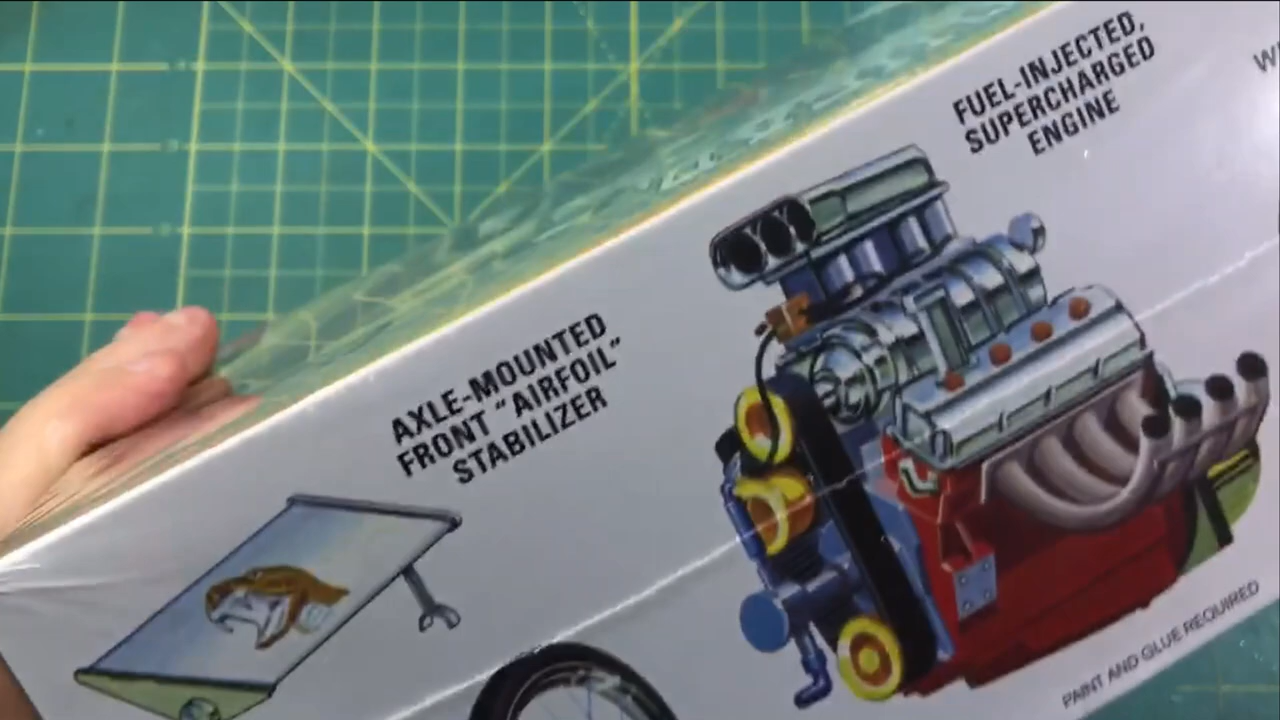 FUEL-INJECTED,
SUPERCHARGED
ENGINE
AXLE-MOUNTED
FRONT "AIRFOIL"
STABILIZER
PAINT AND GLUE REQUIRED